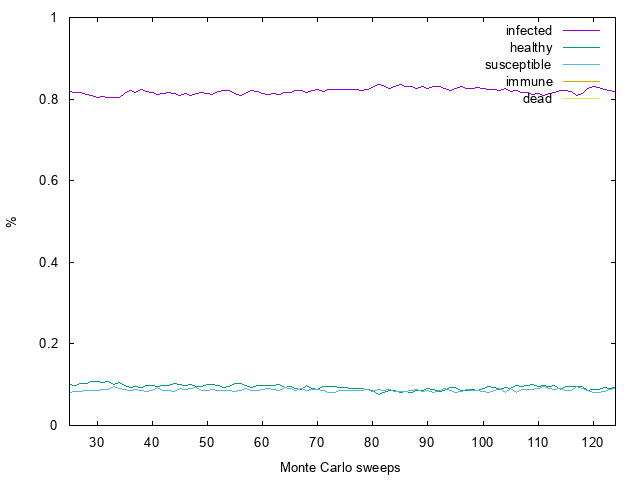 1
0.8
0.6
0.4
0.2
0
%
infected
healthy
susceptible
immune
dead
30 40 50 60 70 80 90 100 110 120
Monte Carlo sweeps